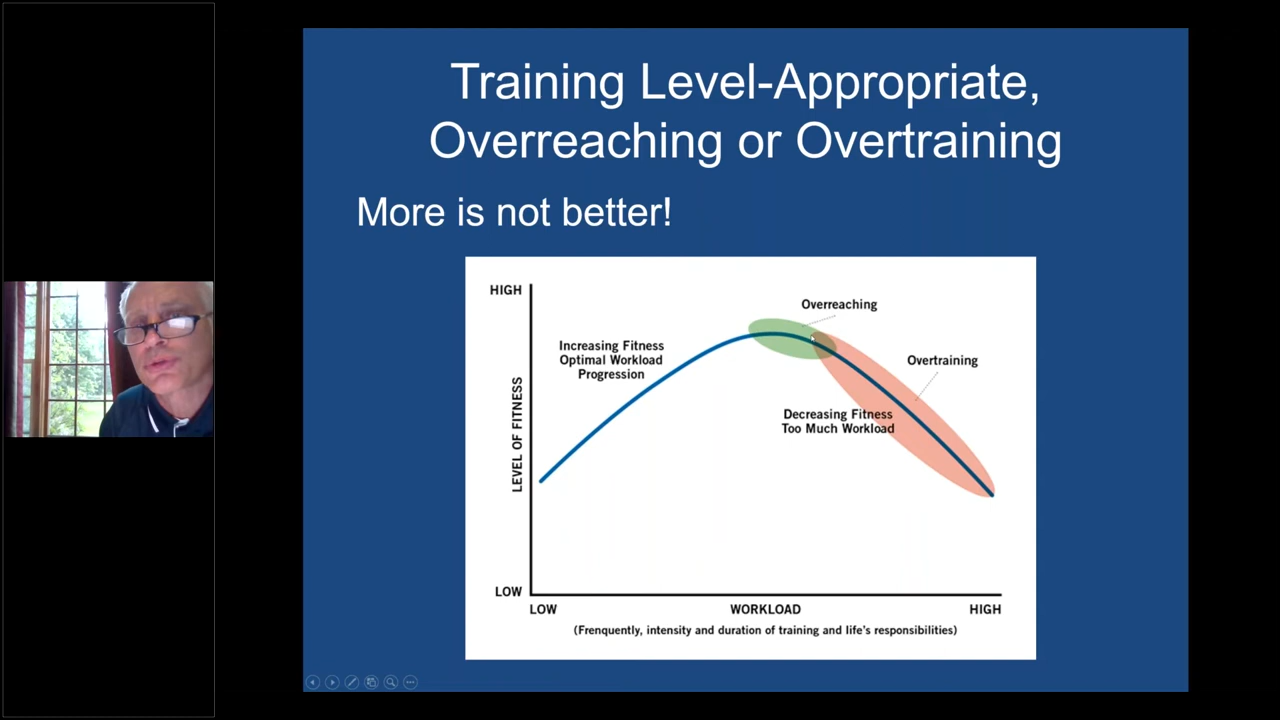 Training Level-Appropriate,
Overreaching or Overtraining
More is not better!
HIGH
Overreaching
Increasing Fitness
Optimal Workload
Progression
Overtraining
Decreasing Fitness
Too Much Workload
LEVEL OF FITNESS
LOW
LOW
WORKLOAD
HIGH
(Frenquently, intensity and duration of training and life's responsibilities)